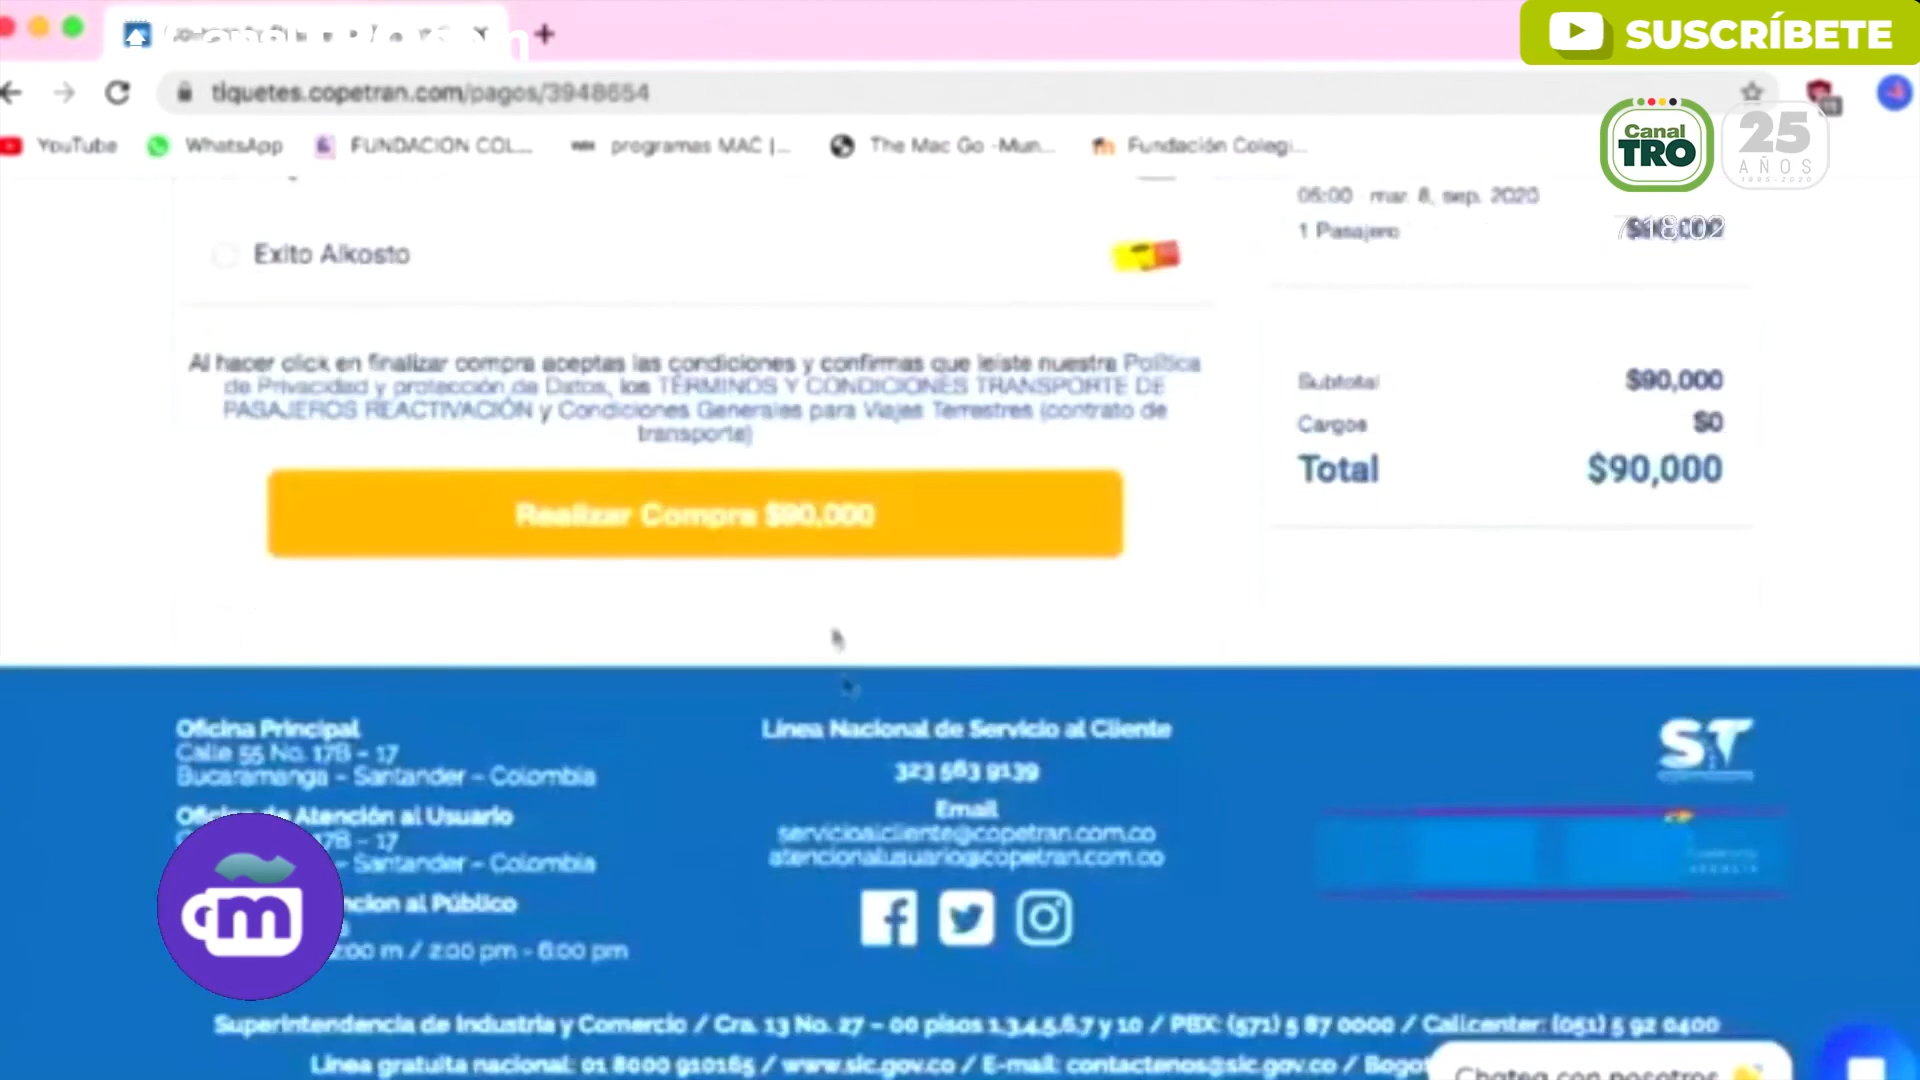 SUSCRÍBETE
tiquetes.copetran.com/pagos/3948654
YouTube
WhatsApp
FUNDACION COL...
programas MAC |...
The Mac Go -Mun...
Fundación Colegi...
Canal
TRO
25
AÑOS
1995-2020
05:00 mar. 8, sep. 2020
1 Pasajero
7:18:02
Exito Alkosto
Al hacer click en finalizar compra aceptas las condiciones y confirmas que leíste nuestra Política
de Privacidad y protección de Datos, los TÉRMINOS Y CONDICIONES TRANSPORTE DE
PASAJEROS REACTIVACIÓN y Condiciones Generales para Viajes Terrestres (contrato de
transporte)
Subtotal $90,000
Cargos $0
Total $90,000
Realizar Compra $90,000
Oficina Principal
Calle 55 No. 17B - 17
Bucaramanga - Santander - Colombia
Atención al Usuario
17B - 17
- Santander - Colombia
al Público
:00 m / 2:00 pm - 6:00 pm
m
Línea Nacional de Servicio al Cliente
323 563 9139
Email
servicioalcliente@copetran.com.co
atencionalusuario@copetran.com.co
ST
Superintendencia de Industria y Comercio / Cra. 13 No. 27 - 00 pisos 1,3,4,5,6,7 y 10 / PBX: (571) 5 87 0000 / Callcenter: (051) 5 92 0400
Línea gratuita nacional: 01 8000 910165 / www.sic.gov.co / E-mail: contactenos@sic.gov.co / Bogot
Chatea con nosotros